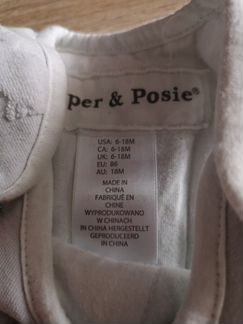 per & Posie®
USA: 6-18M
CA: 6-18M
UK: 6-18M
EU: 86
AU: 18M
MADE IN
CHINA
FABRIQUÉ EN
CHINE
WYPRODUKOWANO
W CHINACH
IN CHINA HERGESTELLT
GEPRODUCEERD
IN CHINA